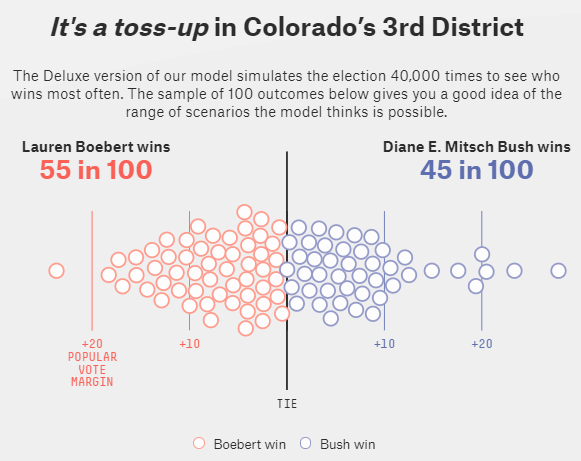 It's a toss-up in Colorado's 3rd District
The Deluxe version of our model simulates the election 40,000 times to see who
wins most often. The sample of 100 outcomes below gives you a good idea of the
range of scenarios the model thinks is possible.
Lauren Boebert wins
55 in 100
Diane E. Mitsch Bush wins
45 in 100
+20
POPULAR
VOTE
MARGIN
+10
+10
+20
TIE
Boebert win
Bush win